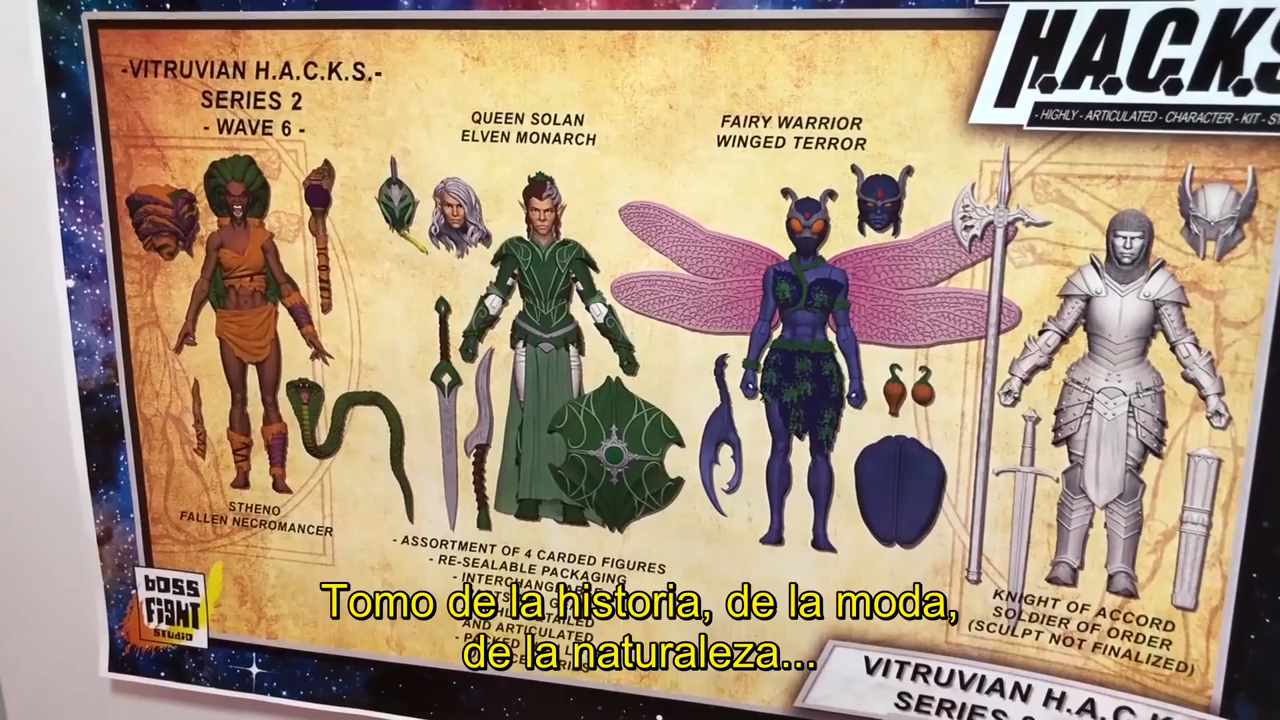 H.A.C.K.S
- HIGHLY - ARTICULATED - CHARACTER - KIT -
-VITRUVIAN H.A.C.K.S.-
SERIES 2
- WAVE 6 -
QUEEN SOLAN
ELVEN MONARCH
FAIRY WARRIOR
WINGED TERROR
STHENO
FALLEN NECROMANCER
- ASSORTMENT OF 4 CARDED FIGURES
- RE-SEALABLE PACKAGING
AND ARTICULATED
KNIGHT OF ACCORD
SOLDIER OF ORDER
(SCULPT NOT FINALIZED)
boss
FIGHT
STUDIO
VITRUVIAN H.A.C.K
SERIES
Tomo de la historia, de la moda,
de la naturaleza...